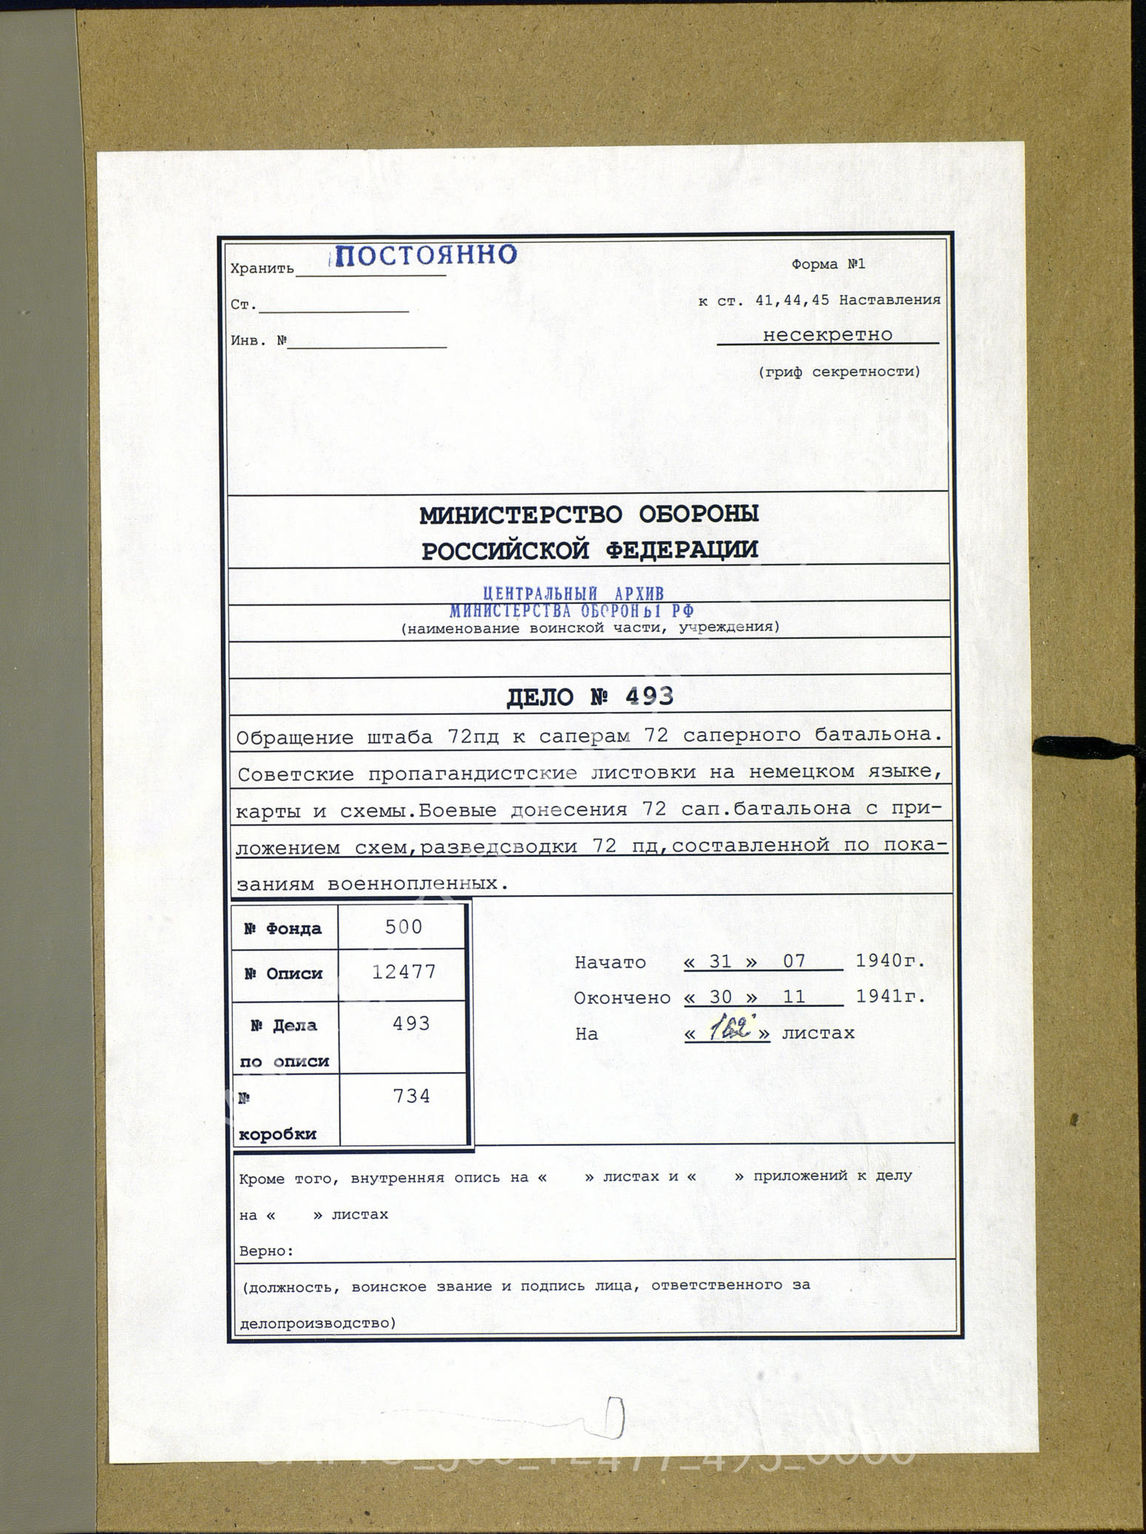 Хранить ПОСТОЯННО
Форма №1
Ст.
к ст. 41,44,45 Наставления
Инв. №
несекретно
(гриф секретности)
МИНИСТЕРСТВО ОБОРОНЫ
РОССИЙСКОЙ ФЕДЕРАЦИИ
ЦЕНТРАЛЬНЫЙ АРХИВ
МИНИСТЕРСТВА ОБОРОНЫ РФ
(наименование воинской части, учреждения)
ДЕЛО № 493
Обращение штаба 72пд к саперам 72 саперного батальона.
Советские пропагандистские листовки на немецком языке,
карты и схемы.Боевые донесения 72 сап.батальона с при-
ложением схем,разведсводки 72 пд,составленной по пока-
заниям военнопленных.
№ Фонда 500
№ Описи 12477
№ Дела 493
по описи
№ 734
коробки
Начато « 31 » 07 1940г.
Окончено « 30 » 11 1941г.
На « » листах
Кроме того, внутренняя опись на « » листах и « » приложений к делу
на « » листах
Верно:
(должность, воинское звание и подпись лица, ответственного за
делопроизводство)